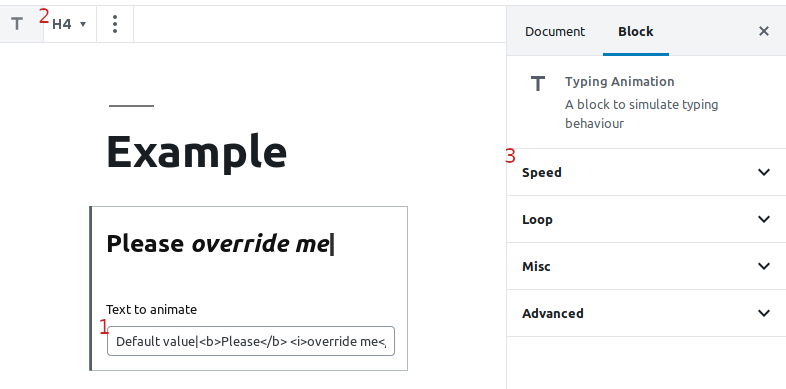 T 2 H4
Document Block ×
T Typing Animation
A block to simulate typing
behaviour
Example
3
Speed
Loop
Misc
Advanced
Please override me|
Text to animate
1
Default value|<b>Please</b> <i>override me<